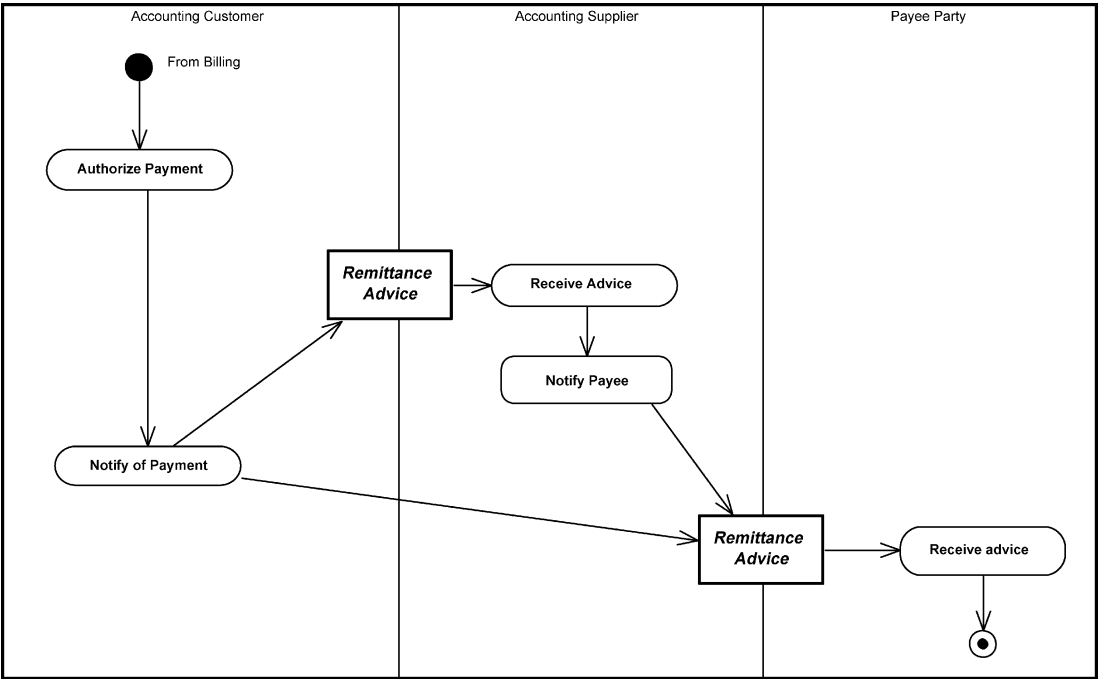 Accounting Customer
Accounting Supplier
Payee Party
From Billing
Authorize Payment
Remittance
Advice
Receive Advice
Notify Payee
Notify of Payment
Remittance
Advice
Receive advice